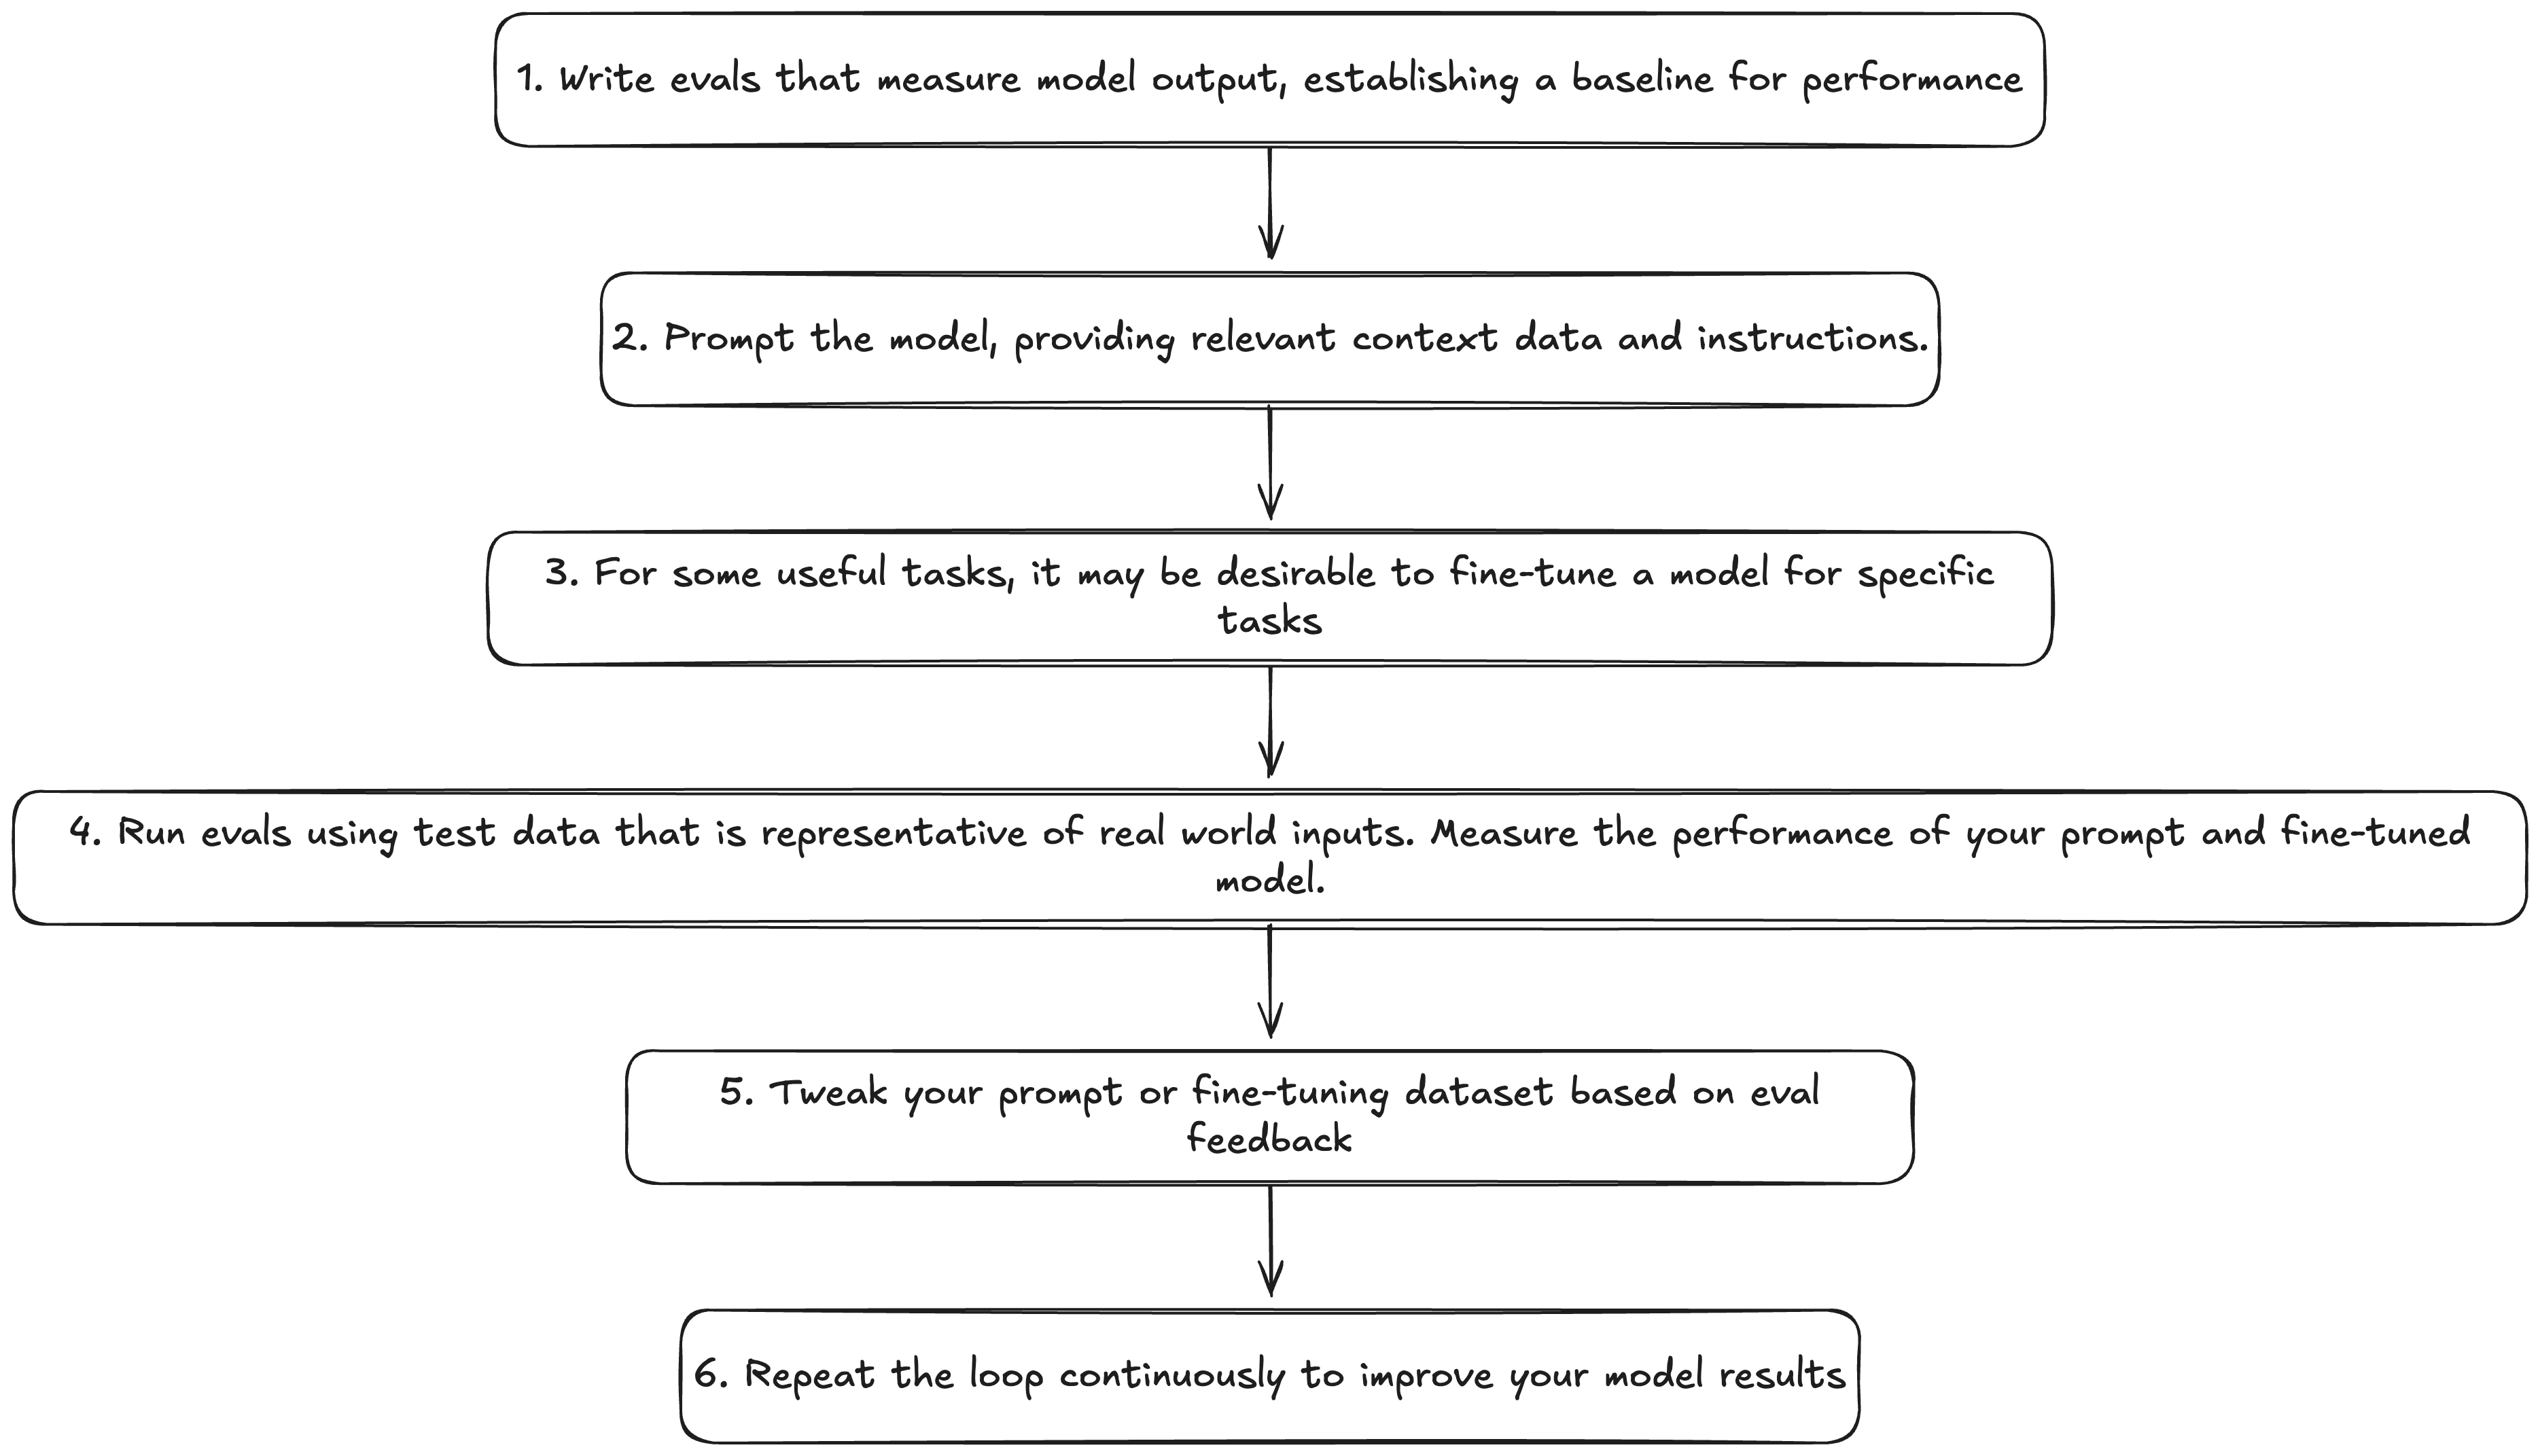 1. Write evals that measure model output, establishing a baseline for performance
2. Prompt the model, providing relevant context data and instructions.
3. For some useful tasks, it may be desirable to fine-tune a model for specific
tasks
4. Run evals using test data that is representative of real world inputs. Measure the performance of your prompt and fine-tuned
model.
5. Tweak your prompt or fine-tuning dataset based on eval
feedback
6. Repeat the loop continuously to improve your model results